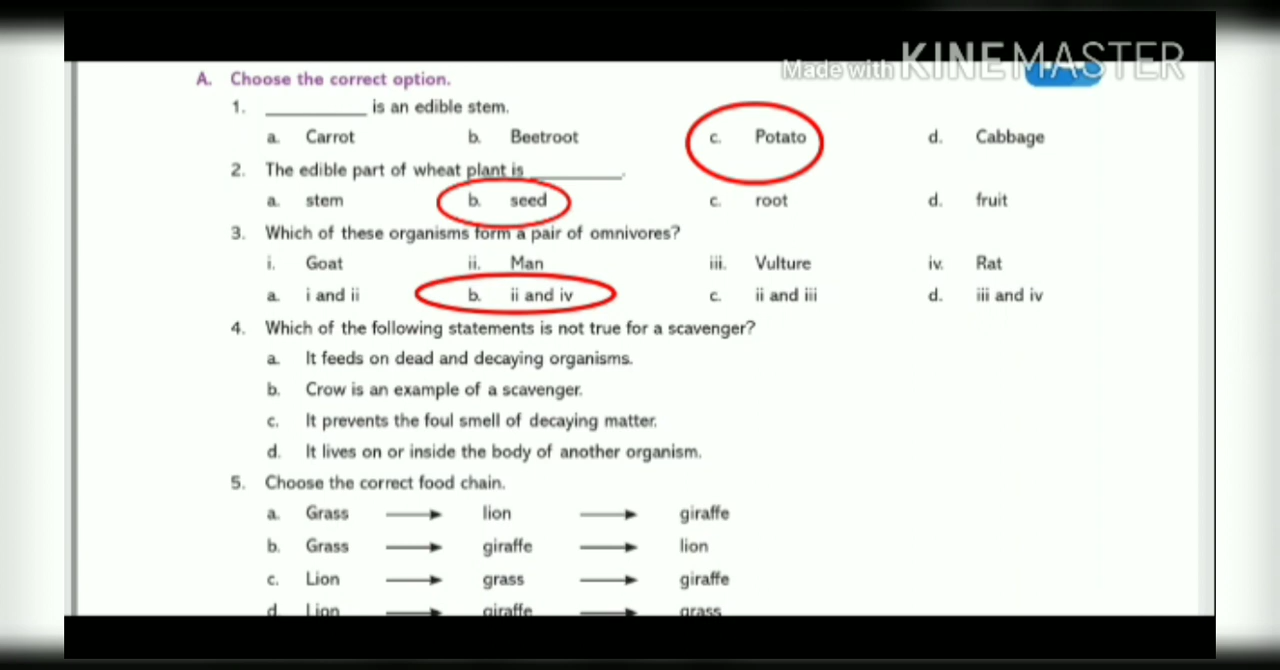 Made with KINEMASTER
A. Choose the correct option.
1. __________ is an edible stem.
a. Carrot b. Beetroot c. Potato d. Cabbage
2. The edible part of wheat plant is __________.
a. stem b. seed c. root d. fruit
3. Which of these organisms form a pair of omnivores?
i. Goat ii. Man iii. Vulture iv. Rat
a. i and ii b. ii and iv c. ii and iii d. iii and iv
4. Which of the following statements is not true for a scavenger?
a. It feeds on dead and decaying organisms.
b. Crow is an example of a scavenger.
c. It prevents the foul smell of decaying matter.
d. It lives on or inside the body of another organism.
5. Choose the correct food chain.
a. Grass → lion → giraffe
b. Grass → giraffe → lion
c. Lion → grass → giraffe
d. Lion → giraffe → grass